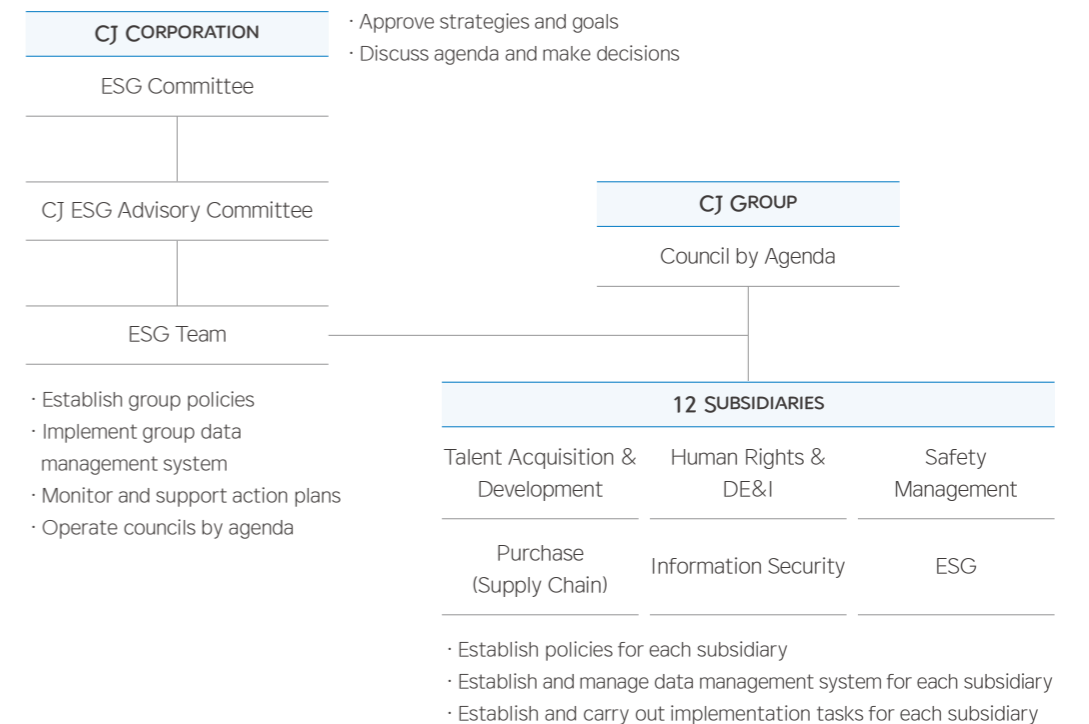 CJ CORPORATION
· Approve strategies and goals
· Discuss agenda and make decisions
ESG Committee
CJ ESG Advisory Committee
ESG Team
· Establish group policies
· Implement group data
management system
· Monitor and support action plans
· Operate councils by agenda
CJ GROUP
Council by Agenda
12 SUBSIDIARIES
Talent Acquisition &
Development
Human Rights &
DE&I
Safety
Management
Purchase
(Supply Chain)
Information Security
ESG
· Establish policies for each subsidiary
· Establish and manage data management system for each subsidiary
· Establish and carry out implementation tasks for each subsidiary